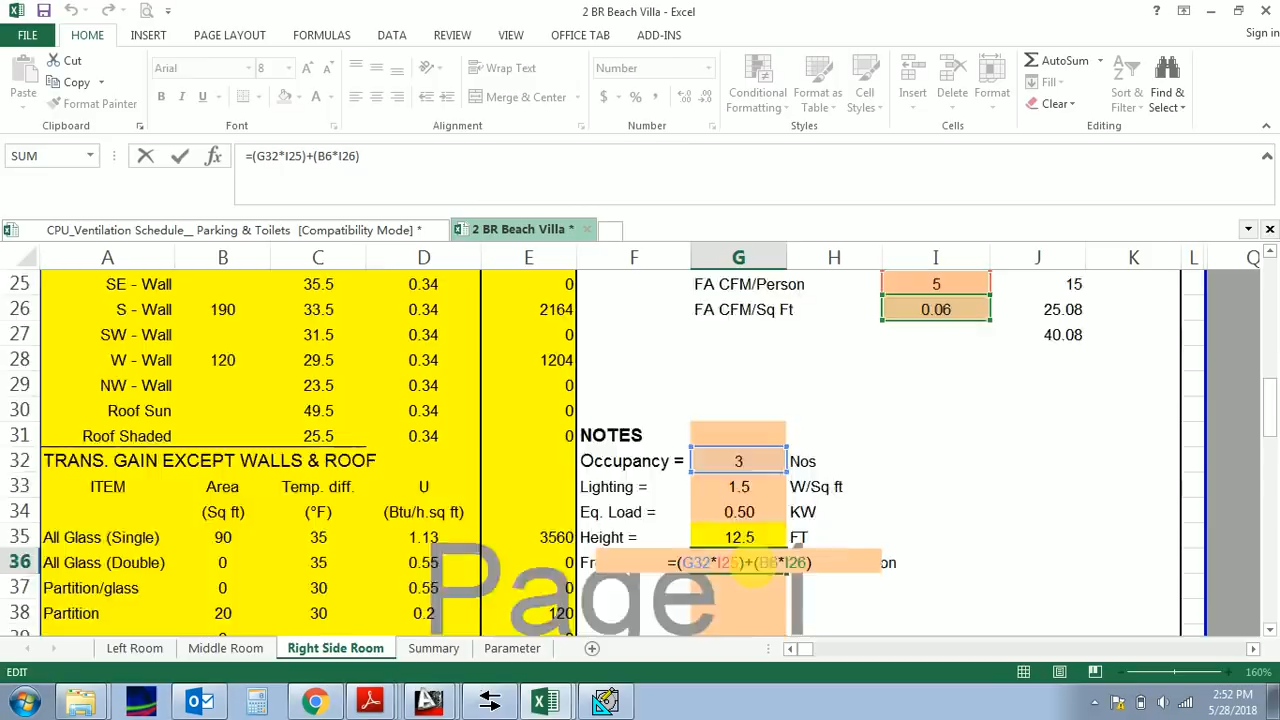 2 BR Beach Villa - Excel
FILE HOME INSERT PAGE LAYOUT FORMULAS DATA REVIEW VIEW OFFICE TAB ADD-INS Sign in
Paste Cut Copy Format Painter Clipboard
Arial 8 A A B I U A Font
Wrap Text Merge & Center Alignment
Number $ % , Number
Conditional Formatting Format as Table Cell Styles Styles
Insert Delete Format Cells
AutoSum Fill Clear Sort & Filter Find & Select Editing
SUM fx =(G32*I25)+(B6*I26)
CPU_Ventilation Schedule__ Parking & Toilets [Compatibility Mode] * 2 BR Beach Villa *
A B C D E F G H I J K L Q
25 SE - Wall 35.5 0.34 0 FA CFM/Person 5 15
26 S - Wall 190 33.5 0.34 2164 FA CFM/Sq Ft 0.06 25.08
27 SW - Wall 31.5 0.34 0 40.08
28 W - Wall 120 29.5 0.34 1204
29 NW - Wall 23.5 0.34 0
30 Roof Sun 49.5 0.34 0
31 Roof Shaded 25.5 0.34 0 NOTES
32 TRANS. GAIN EXCEPT WALLS & ROOF Occupancy = 3 Nos
33 ITEM Area Temp. diff. U Lighting = 1.5 W/Sq ft
34 (Sq ft) (°F) (Btu/h.sq ft) Eq. Load = 0.50 KW
35 All Glass (Single) 90 35 1.13 3560 Height = 12.5 FT
36 All Glass (Double) 0 35 0.55 0 Fr =(G32*I25)+(B6*I26) on
37 Partition/glass 0 30 0.55 0
38 Partition 20 30 0.2 120
Page 1
Left Room Middle Room Right Side Room Summary Parameter
EDIT 160%
2:52 PM
5/28/2018